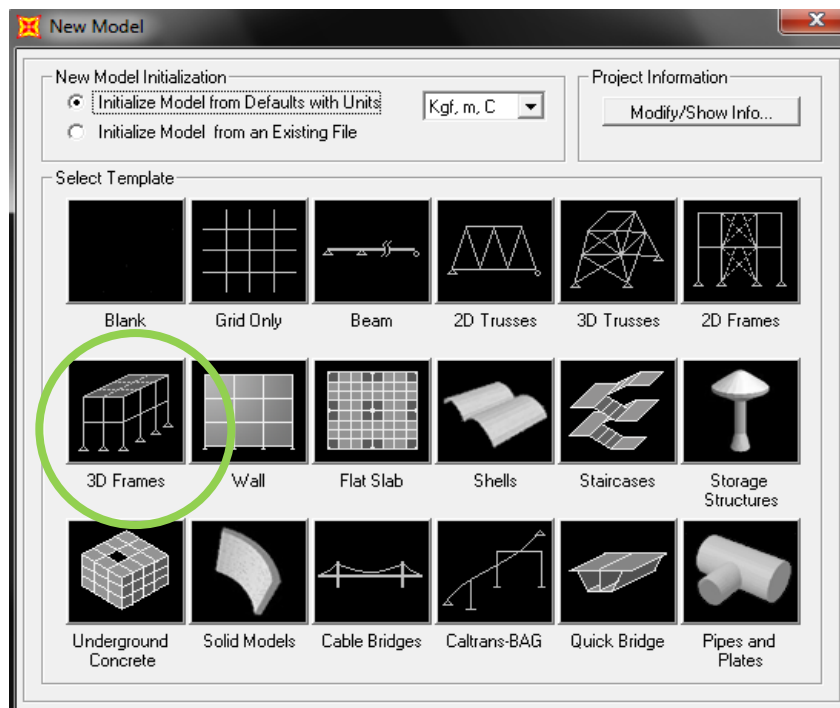 New Model
New Model Initialization
Project Information
Initialize Model from Defaults with Units
Kgf, m, C
Modify/Show Info...
Initialize Model from an Existing File
Select Template
Blank
Grid Only
Beam
2D Trusses
3D Trusses
2D Frames
3D Frames
Wall
Flat Slab
Shells
Staircases
Storage
Structures
Underground
Concrete
Solid Models
Cable Bridges
Caltrans-BAG
Quick Bridge
Pipes and
Plates